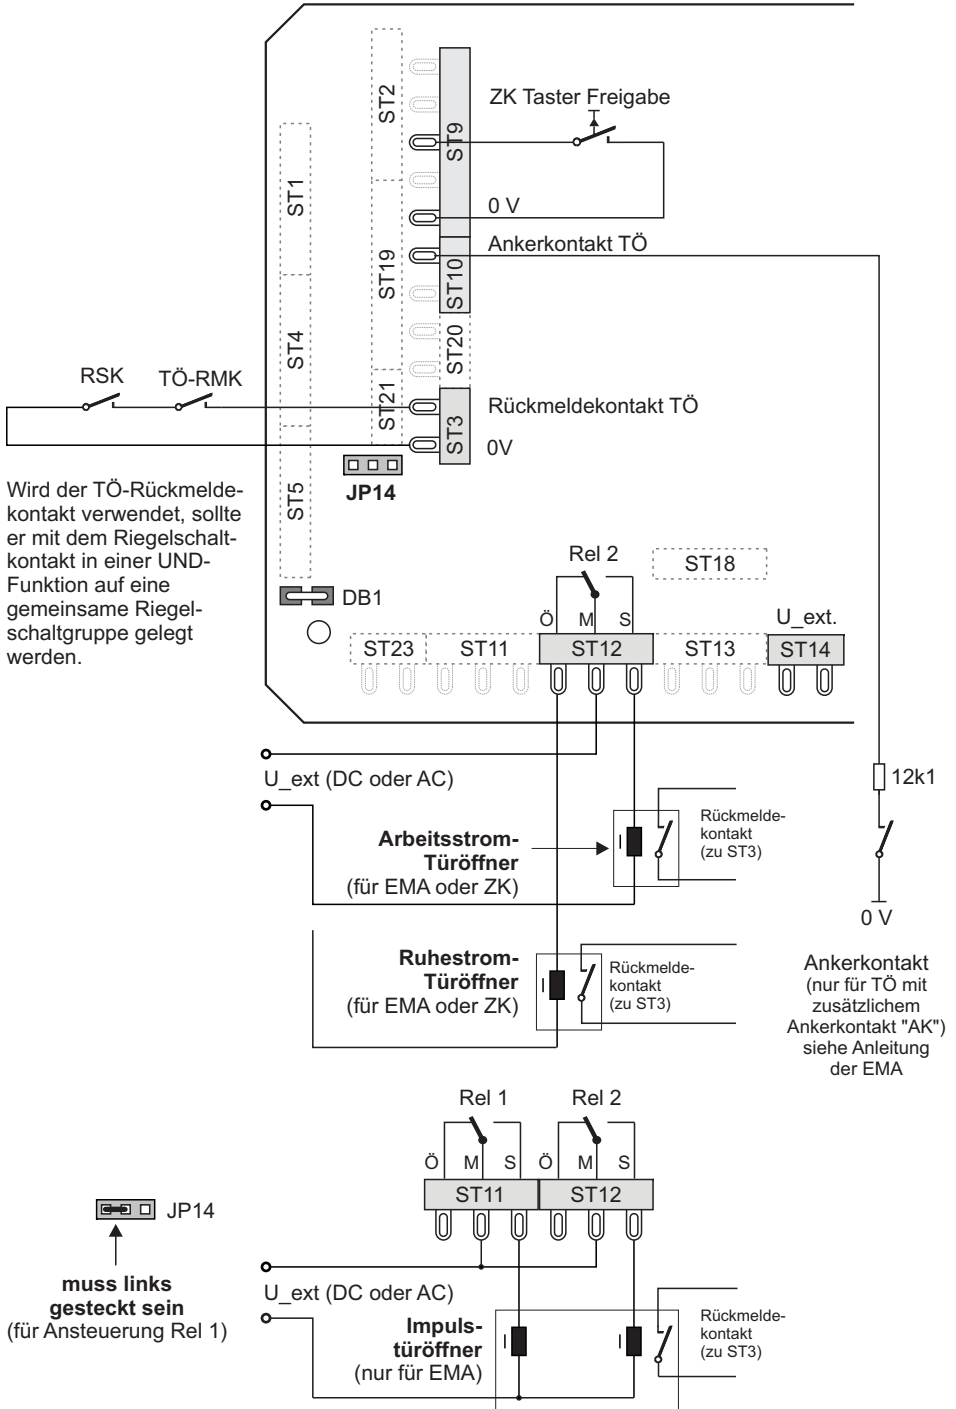 ST2
ZK Taster Freigabe
ST9
ST1
0 V
Ankerkontakt TÖ
ST19
ST10
ST4
ST20
RSK
TÖ-RMK
ST21
ST3
Rückmeldekontakt TÖ
0V
JP14
ST5
Wird der TÖ-Rückmelde-
kontakt verwendet, sollte
er mit dem Riegelschalt-
kontakt in einer UND-
Funktion auf eine
gemeinsame Riegel-
schaltgruppe gelegt
werden.
DB1
Rel 2
ST18
Ö M S
U_ext.
ST23
ST11
ST12
ST13
ST14
U_ext (DC oder AC)
12k1
Arbeitsstrom-
Türöffner
(für EMA oder ZK)
Rückmelde-
kontakt
(zu ST3)
0 V
Ruhestrom-
Türöffner
(für EMA oder ZK)
Rückmelde-
kontakt
(zu ST3)
Ankerkontakt
(nur für TÖ mit
zusätzlichem
Ankerkontakt "AK")
siehe Anleitung
der EMA
Rel 1
Rel 2
Ö M S
Ö M S
ST11
ST12
JP14
muss links
gesteckt sein
(für Ansteuerung Rel 1)
U_ext (DC oder AC)
Impuls-
türöffner
(nur für EMA)
Rückmelde-
kontakt
(zu ST3)